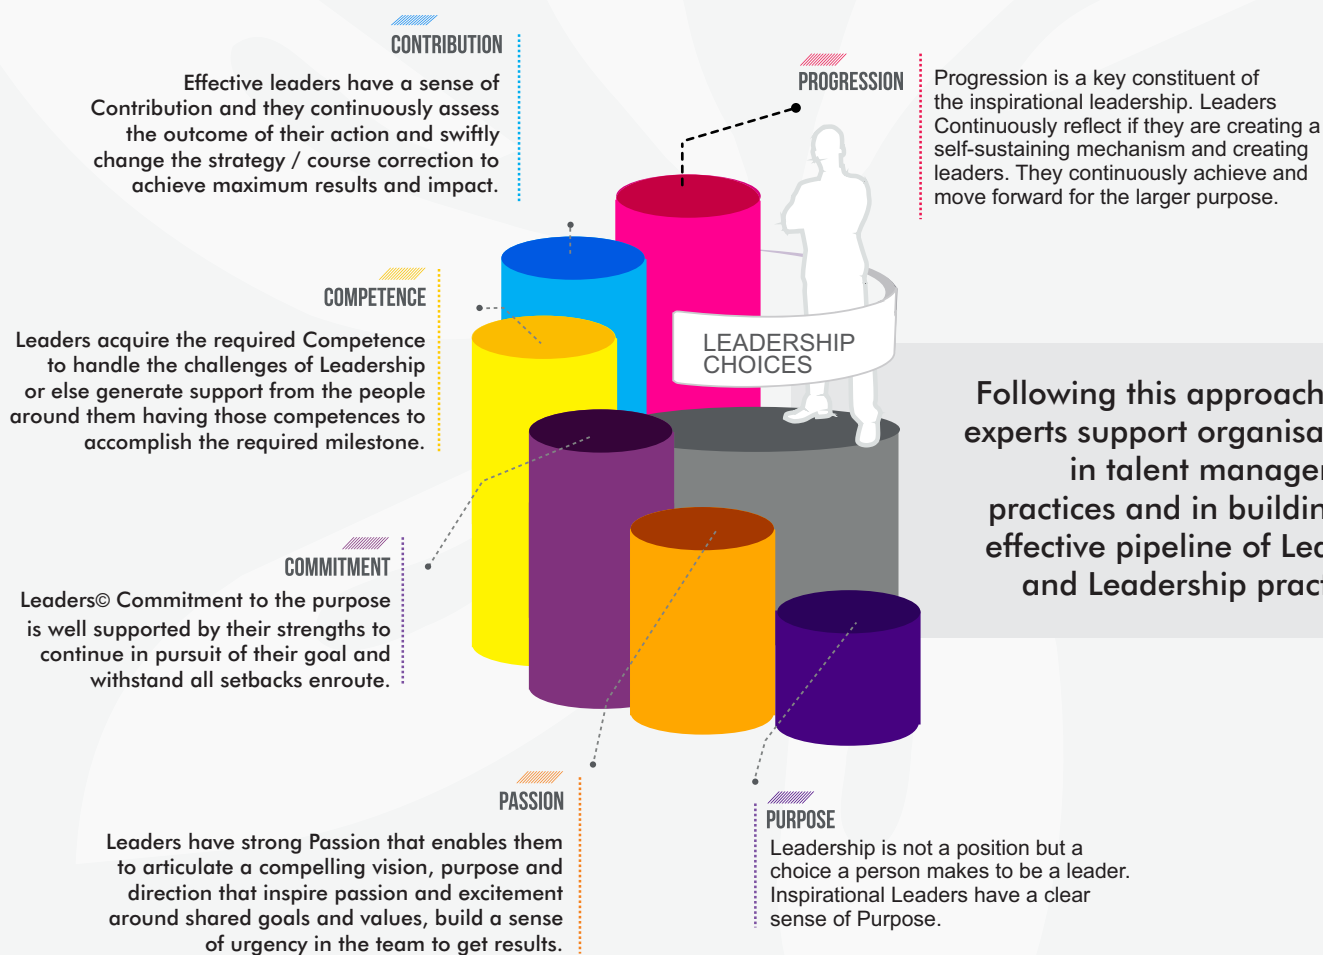 CONTRIBUTION
Effective leaders have a sense of
Contribution and they continuously assess
the outcome of their action and swiftly
change the strategy / course correction to
achieve maximum results and impact.
PROGRESSION
Progression is a key constituent of
the inspirational leadership. Leaders
Continuously reflect if they are creating a
self-sustaining mechanism and creating
leaders. They continuously achieve and
move forward for the larger purpose.
COMPETENCE
Leaders acquire the required Competence
to handle the challenges of Leadership
or else generate support from the people
around them having those competences to
accomplish the required milestone.
LEADERSHIP
CHOICES
Following this approach
experts support organisa
in talent manage
practices and in buildin
effective pipeline of Lea
and Leadership pract
COMMITMENT
Leaders© Commitment to the purpose
is well supported by their strengths to
continue in pursuit of their goal and
withstand all setbacks enroute.
PASSION
Leaders have strong Passion that enables them
to articulate a compelling vision, purpose and
direction that inspire passion and excitement
around shared goals and values, build a sense
of urgency in the team to get results.
PURPOSE
Leadership is not a position but a
choice a person makes to be a leader.
Inspirational Leaders have a clear
sense of Purpose.